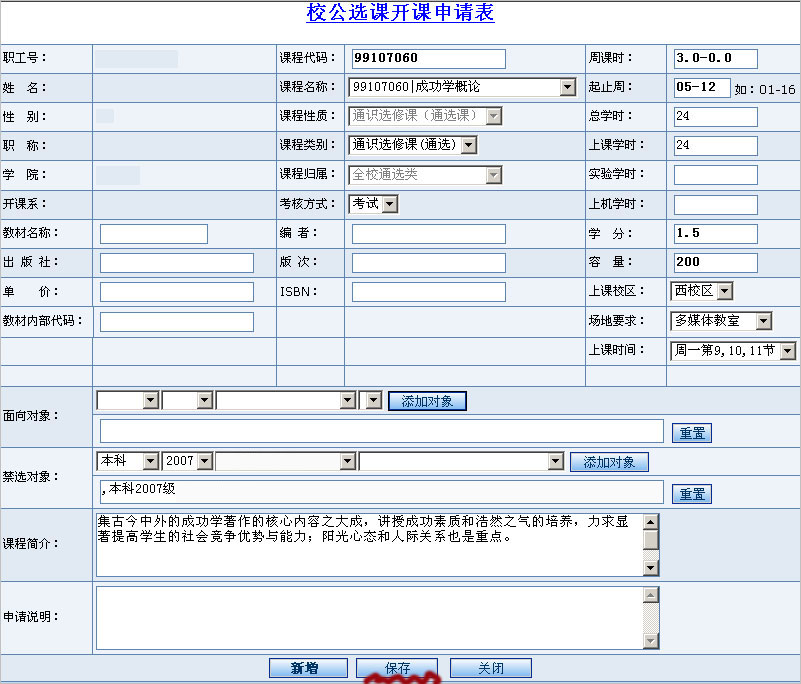 校公选课开课申请表
职工号： 课程代码： 99107060 周课时： 3.0-0.0
姓 名： 课程名称： 99107060|成功学概论 起止周： 05-12 如：01-16
性 别： 课程性质： 通识选修课（通选课） 总学时： 24
职 称： 课程类别： 通识选修课(通选) 上课学时： 24
学 院： 课程归属： 全校通选类 实验学时：
开课系： 考核方式： 考试 上机学时：
教材名称： 编 者： 学 分： 1.5
出 版 社： 版 次： 容 量： 200
单 价： ISBN： 上课校区： 西校区
教材内部代码： 场地要求： 多媒体教室
上课时间： 周一第9,10,11节
面向对象： 添加对象
重置
禁选对象： 本科 2007 添加对象
,本科2007级 重置
课程简介： 集古今中外的成功学著作的核心内容之大成，讲授成功素质和浩然之气的培养，力求显
著提高学生的社会竞争优势与能力；阳光心态和人际关系也是重点。
申请说明：
新增 保存 关闭